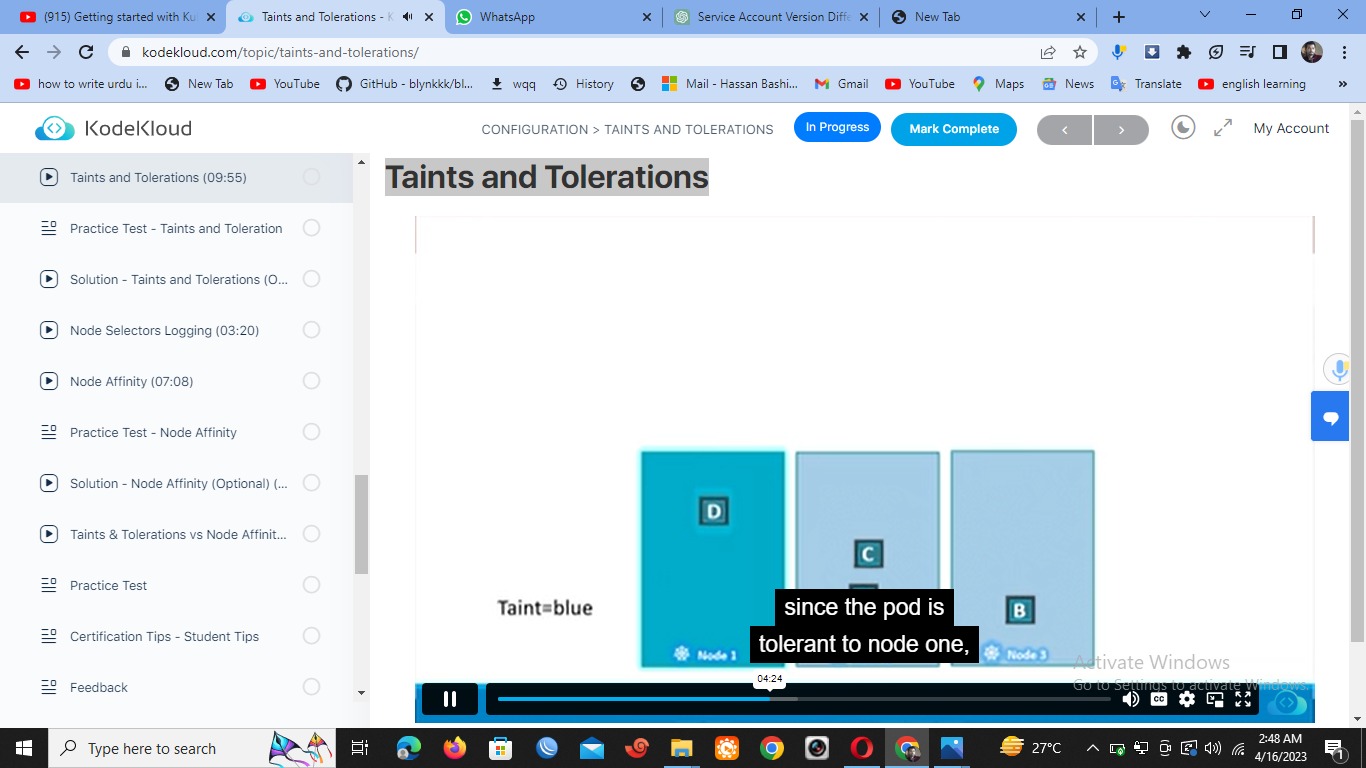 (915) Getting started with Ku
Taints and Tolerations - K
WhatsApp
Service Account Version Diffe
New Tab
kodekloud.com/topic/taints-and-tolerations/
how to write urdu i...
New Tab
YouTube
GitHub - blynkkk/bl...
wqq
History
Mail - Hassan Bashi...
Gmail
YouTube
Maps
News
Translate
english learning
»
KodeKloud
CONFIGURATION > TAINTS AND TOLERATIONS
In Progress
Mark Complete
My Account
Taints and Tolerations (09:55)
Practice Test - Taints and Toleration
Solution - Taints and Tolerations (O...
Node Selectors Logging (03:20)
Node Affinity (07:08)
Practice Test - Node Affinity
Solution - Node Affinity (Optional) (...
Taints & Tolerations vs Node Affinit...
Practice Test
Certification Tips - Student Tips
Feedback
Taints and Tolerations
D
C
B
Taint=blue
Node 1
Node 3
since the pod is
tolerant to node one,
04:24
CC
Activate Windows
Go to Settings to activate Windows.
Type here to search
27°C
2:48 AM
4/16/2023
1